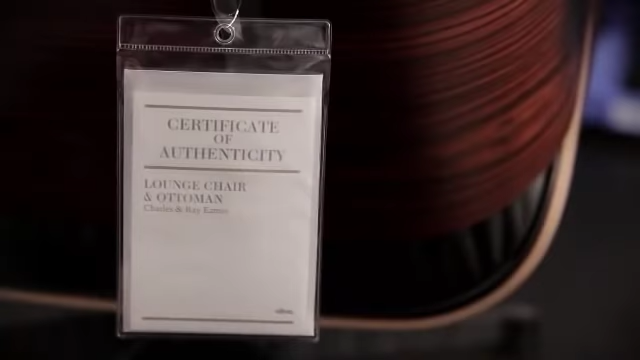 CERTIFICATE
OF
AUTHENTICITY
LOUNGE CHAIR
& OTTOMAN
Charles & Ray Eames